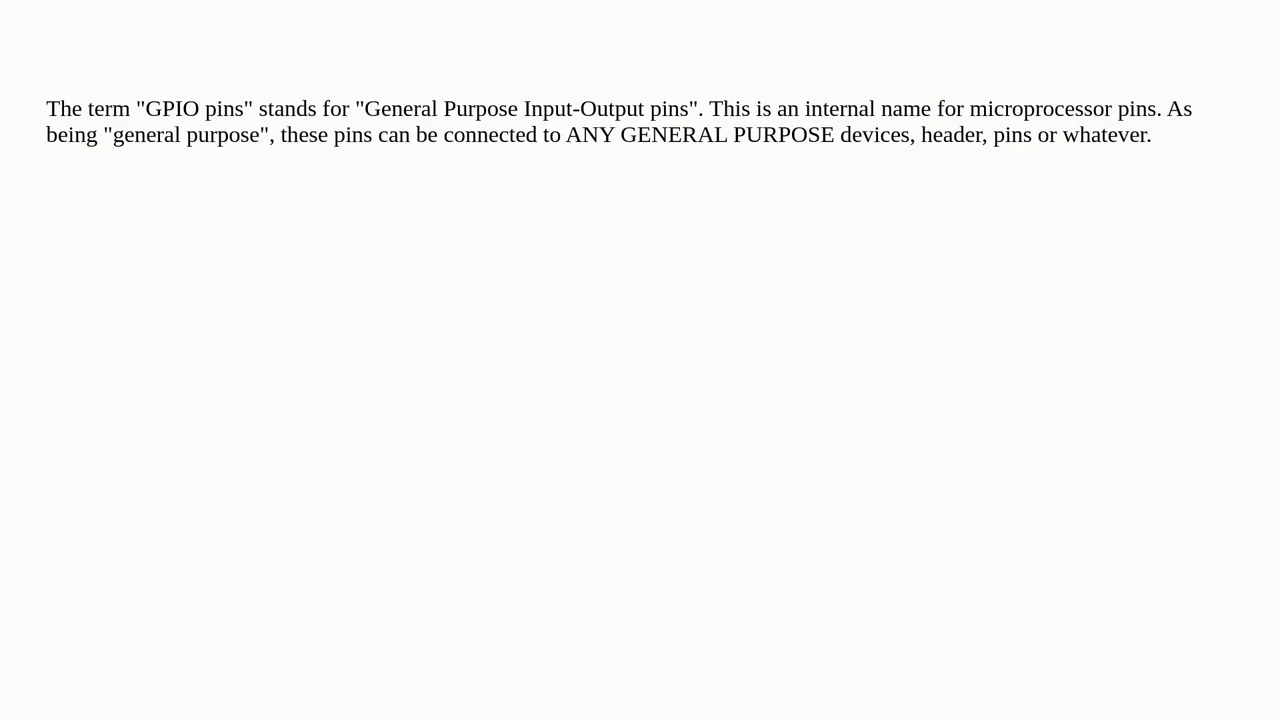 The term "GPIO pins" stands for "General Purpose Input-Output pins". This is an internal name for microprocessor pins. As
being "general purpose", these pins can be connected to ANY GENERAL PURPOSE devices, header, pins or whatever.